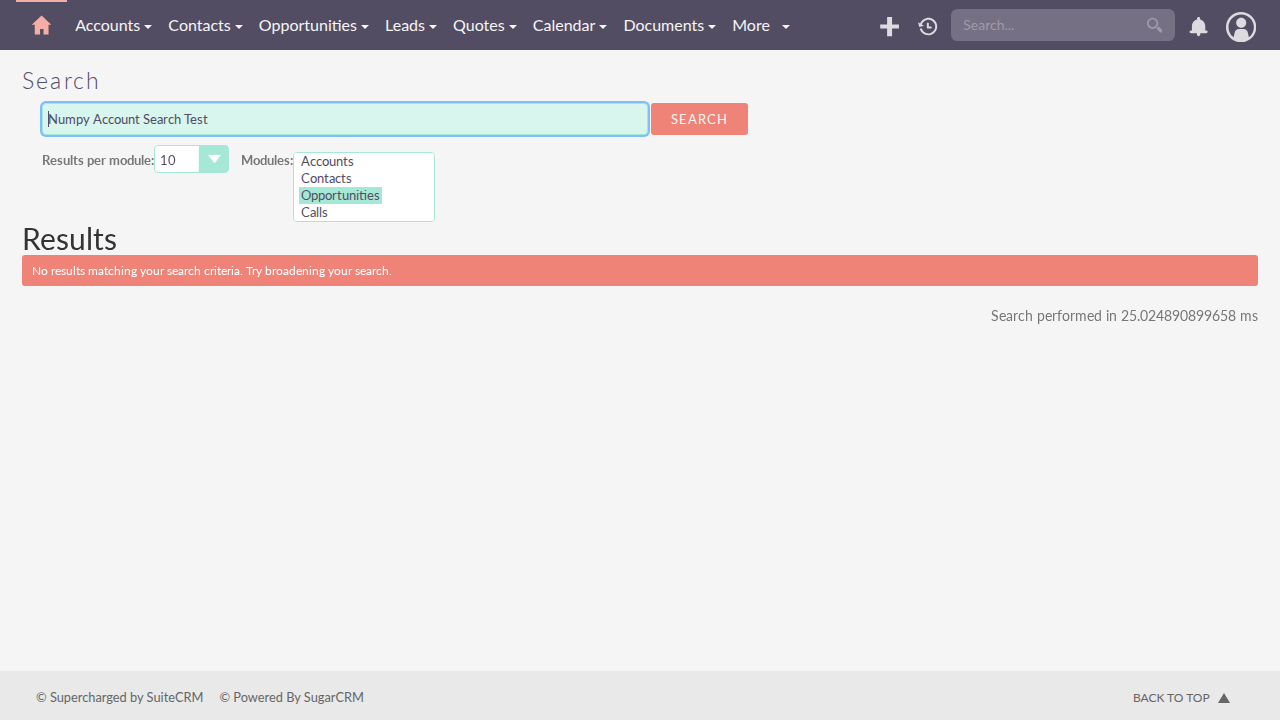 Accounts Contacts Opportunities Leads Quotes Calendar Documents More Search...
Search
Numpy Account Search Test SEARCH
Results per module: 10 Modules: Accounts
Contacts
Opportunities
Calls
Results
No results matching your search criteria. Try broadening your search.
Search performed in 25.024890899658 ms
© Supercharged by SuiteCRM © Powered By SugarCRM BACK TO TOP